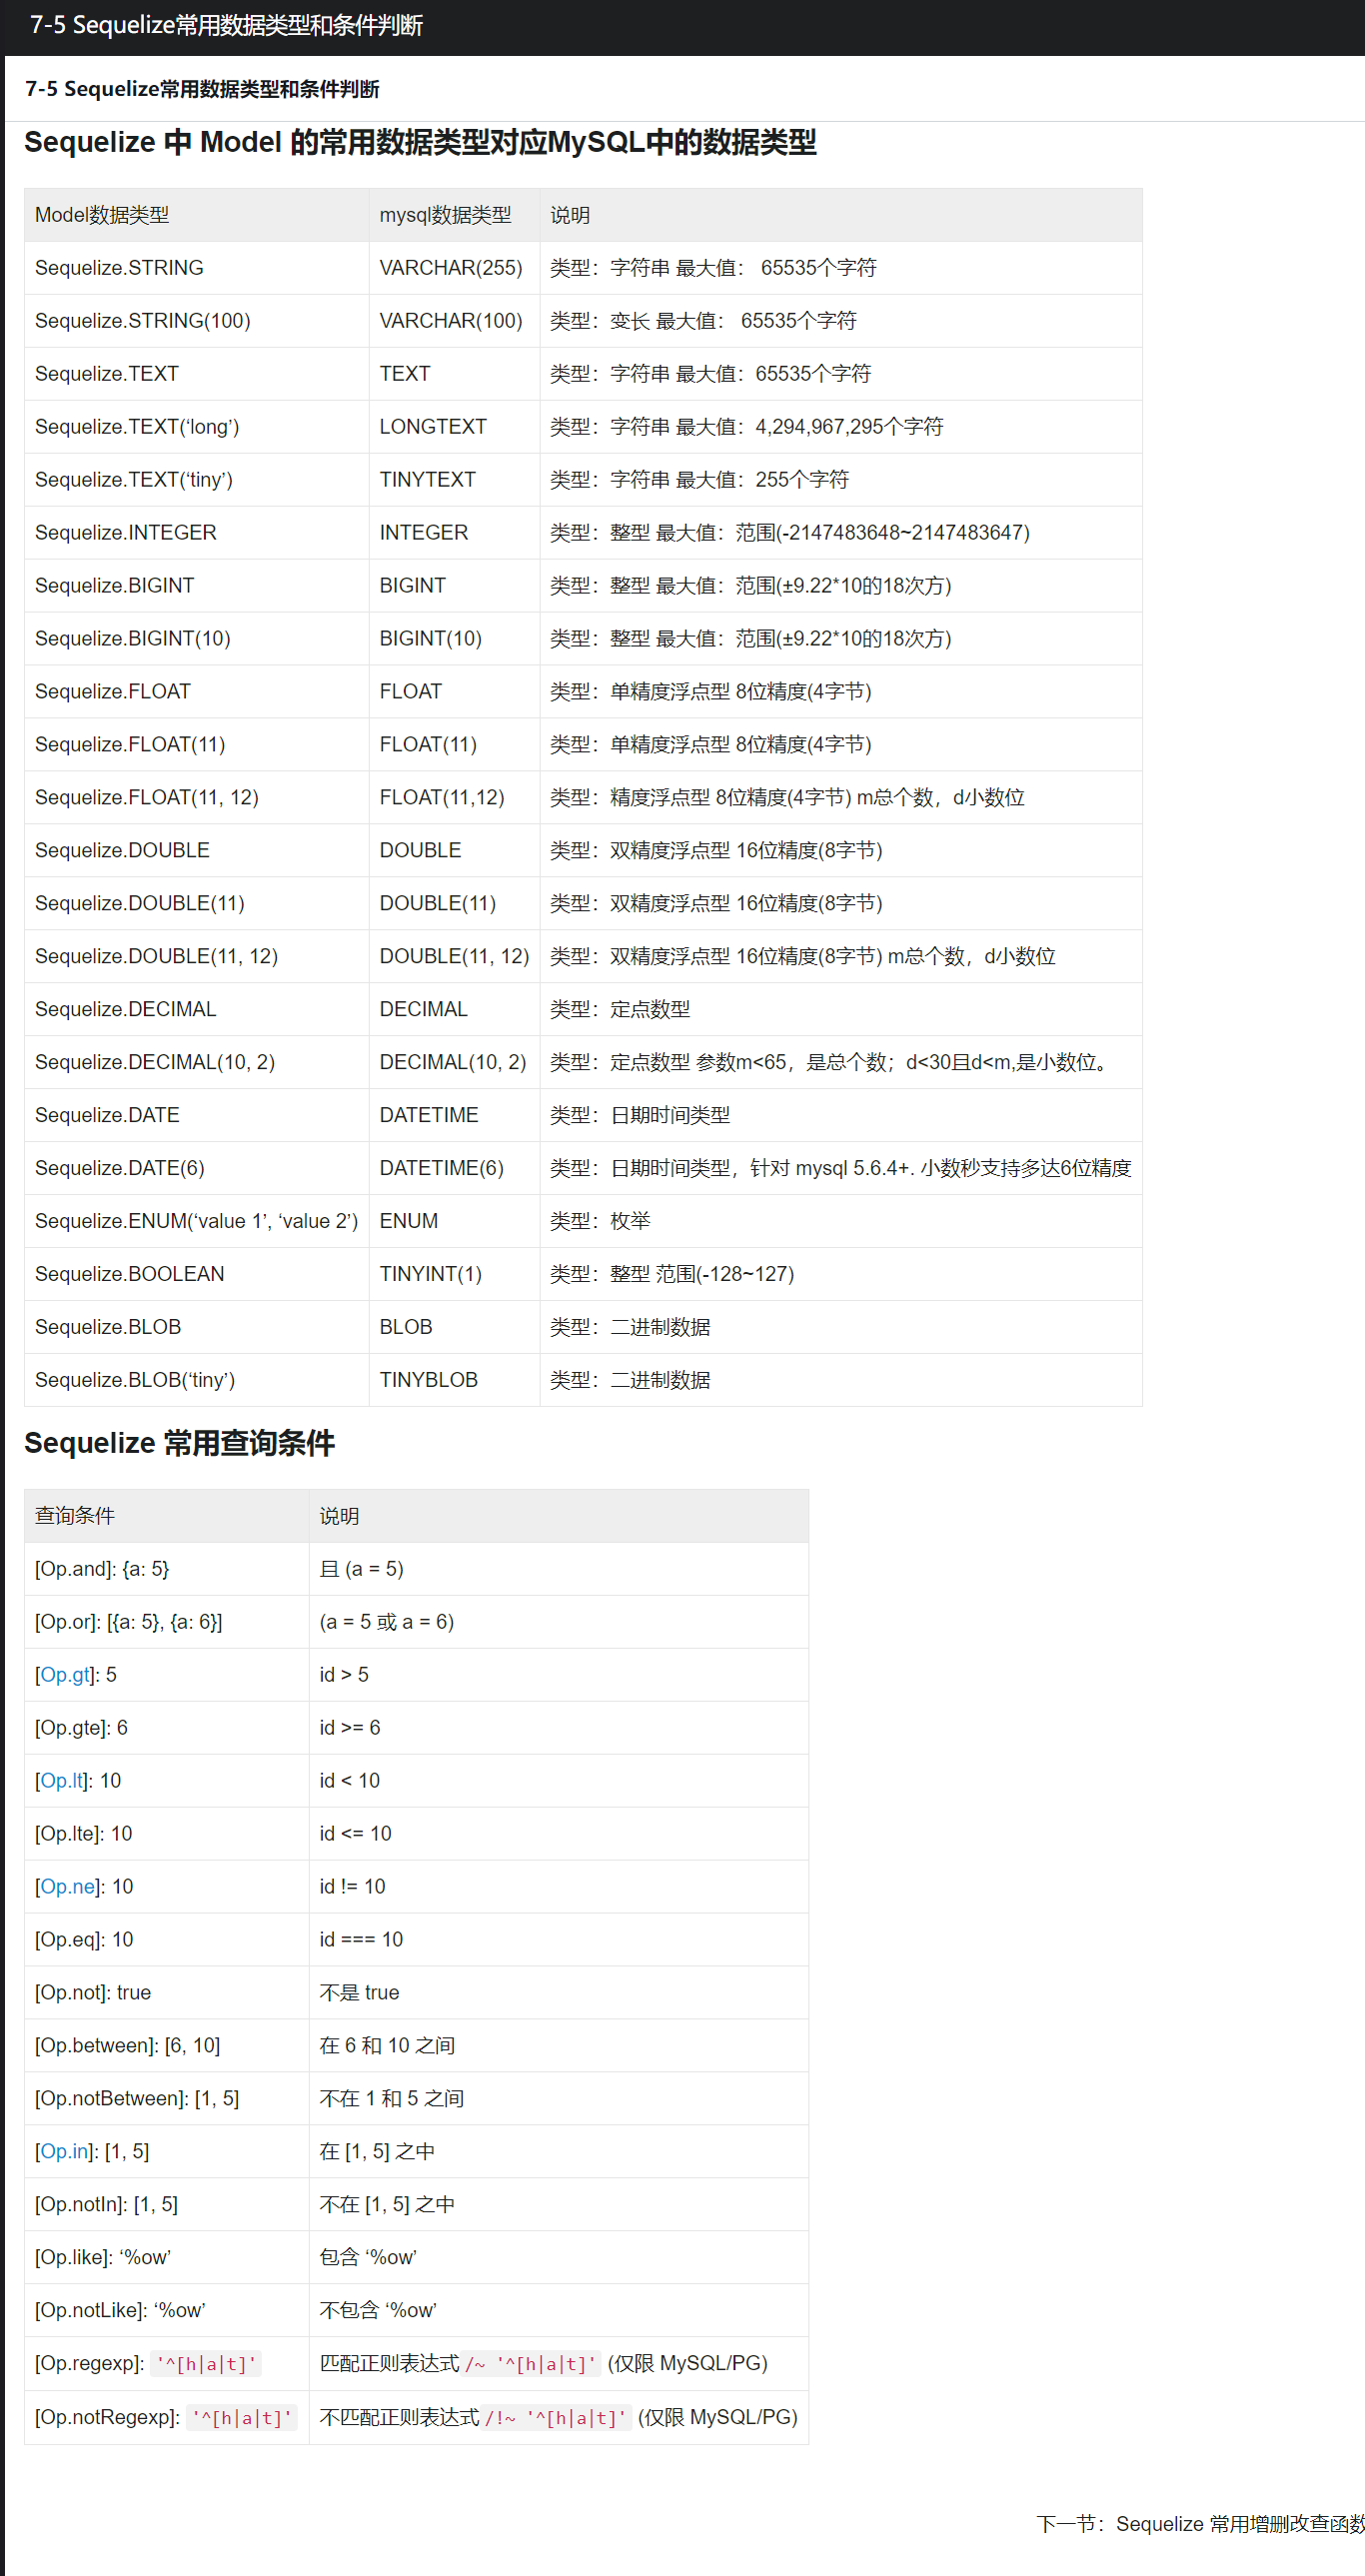 7-5 Sequelize常用数据类型和条件判断
7-5 Sequelize常用数据类型和条件判断
Sequelize 中 Model 的常用数据类型对应MySQL中的数据类型
Model数据类型 mysql数据类型 说明
Sequelize.STRING VARCHAR(255) 类型：字符串 最大值： 65535个字符
Sequelize.STRING(100) VARCHAR(100) 类型：变长 最大值： 65535个字符
Sequelize.TEXT TEXT 类型：字符串 最大值：65535个字符
Sequelize.TEXT(‘long’) LONGTEXT 类型：字符串 最大值：4,294,967,295个字符
Sequelize.TEXT(‘tiny’) TINYTEXT 类型：字符串 最大值：255个字符
Sequelize.INTEGER INTEGER 类型：整型 最大值：范围(-2147483648~2147483647)
Sequelize.BIGINT BIGINT 类型：整型 最大值：范围(±9.22*10的18次方)
Sequelize.BIGINT(10) BIGINT(10) 类型：整型 最大值：范围(±9.22*10的18次方)
Sequelize.FLOAT FLOAT 类型：单精度浮点型 8位精度(4字节)
Sequelize.FLOAT(11) FLOAT(11) 类型：单精度浮点型 8位精度(4字节)
Sequelize.FLOAT(11, 12) FLOAT(11,12) 类型：精度浮点型 8位精度(4字节) m总个数，d小数位
Sequelize.DOUBLE DOUBLE 类型：双精度浮点型 16位精度(8字节)
Sequelize.DOUBLE(11) DOUBLE(11) 类型：双精度浮点型 16位精度(8字节)
Sequelize.DOUBLE(11, 12) DOUBLE(11, 12) 类型：双精度浮点型 16位精度(8字节) m总个数，d小数位
Sequelize.DECIMAL DECIMAL 类型：定点数型
Sequelize.DECIMAL(10, 2) DECIMAL(10, 2) 类型：定点数型 参数m<65，是总个数；d<30且d<m,是小数位。
Sequelize.DATE DATETIME 类型：日期时间类型
Sequelize.DATE(6) DATETIME(6) 类型：日期时间类型，针对 mysql 5.6.4+. 小数秒支持多达6位精度
Sequelize.ENUM(‘value 1’, ‘value 2’) ENUM 类型：枚举
Sequelize.BOOLEAN TINYINT(1) 类型：整型 范围(-128~127)
Sequelize.BLOB BLOB 类型：二进制数据
Sequelize.BLOB(‘tiny’) TINYBLOB 类型：二进制数据
Sequelize 常用查询条件
查询条件 说明
[Op.and]: {a: 5} 且 (a = 5)
[Op.or]: [{a: 5}, {a: 6}] (a = 5 或 a = 6)
[Op.gt]: 5 id > 5
[Op.gte]: 6 id >= 6
[Op.lt]: 10 id < 10
[Op.lte]: 10 id <= 10
[Op.ne]: 10 id != 10
[Op.eq]: 10 id === 10
[Op.not]: true 不是 true
[Op.between]: [6, 10] 在 6 和 10 之间
[Op.notBetween]: [1, 5] 不在 1 和 5 之间
[Op.in]: [1, 5] 在 [1, 5] 之中
[Op.notIn]: [1, 5] 不在 [1, 5] 之中
[Op.like]: ‘%ow’ 包含 ‘%ow’
[Op.notLike]: ‘%ow’ 不包含 ‘%ow’
[Op.regexp]: '^[h|a|t]' 匹配正则表达式/~ '^[h|a|t]' (仅限 MySQL/PG)
[Op.notRegexp]: '^[h|a|t]' 不匹配正则表达式/!~ '^[h|a|t]' (仅限 MySQL/PG)
下一节：Sequelize 常用增删改查函数